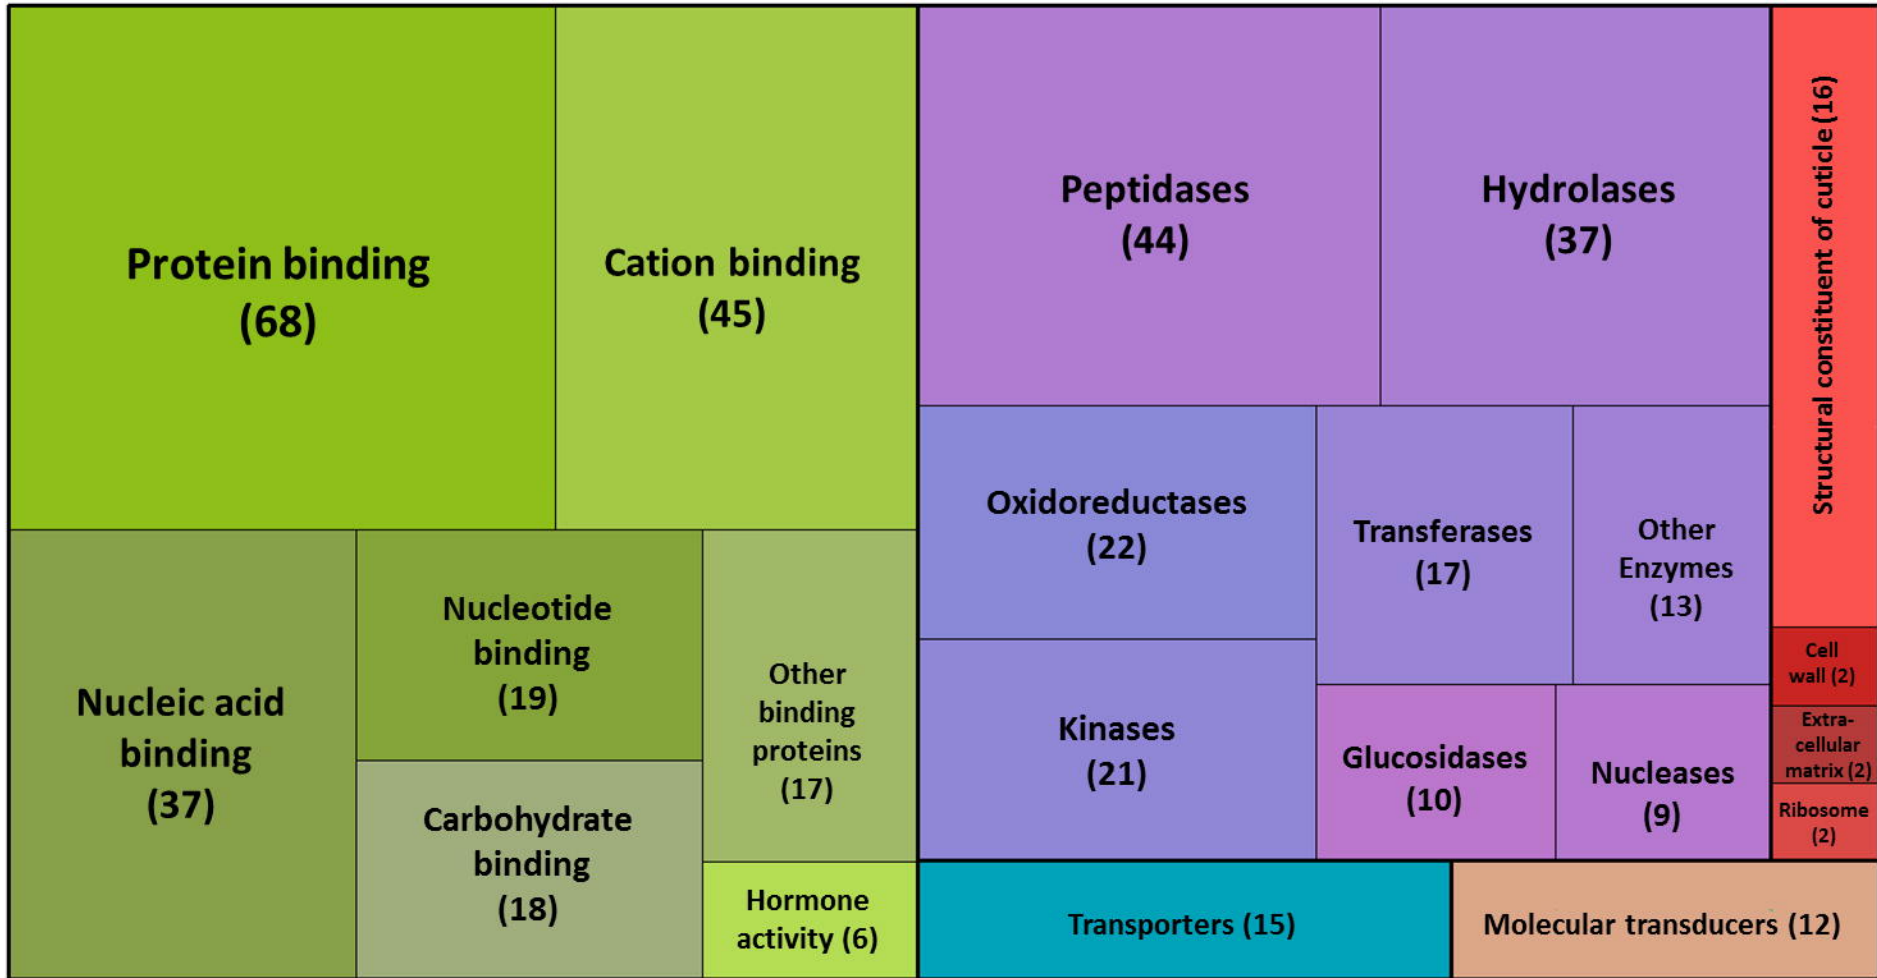 Protein binding
(68)
Cation binding
(45)
Nucleic acid
binding
(37)
Nucleotide
binding
(19)
Carbohydrate
binding
(18)
Other
binding
proteins
(17)
Hormone
activity (6)
Peptidases
(44)
Hydrolases
(37)
Oxidoreductases
(22)
Kinases
(21)
Transferases
(17)
Other
Enzymes
(13)
Glucosidases
(10)
Nucleases
(9)
Structural constituent of cuticle (16)
Cell
wall (2)
Extra-
cellular
matrix (2)
Ribosome
(2)
Transporters (15)
Molecular transducers (12)